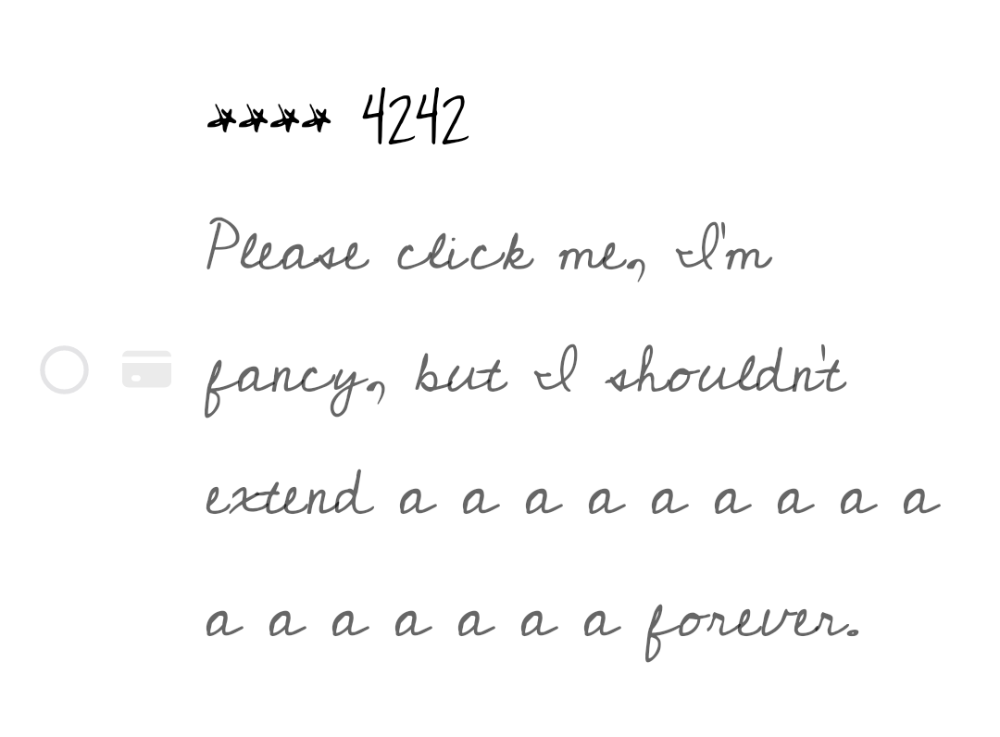 **** 4242
Please click me, I'm
fancy, but I shouldn't
extend a a a a a a a a a
a a a a a a a forever.